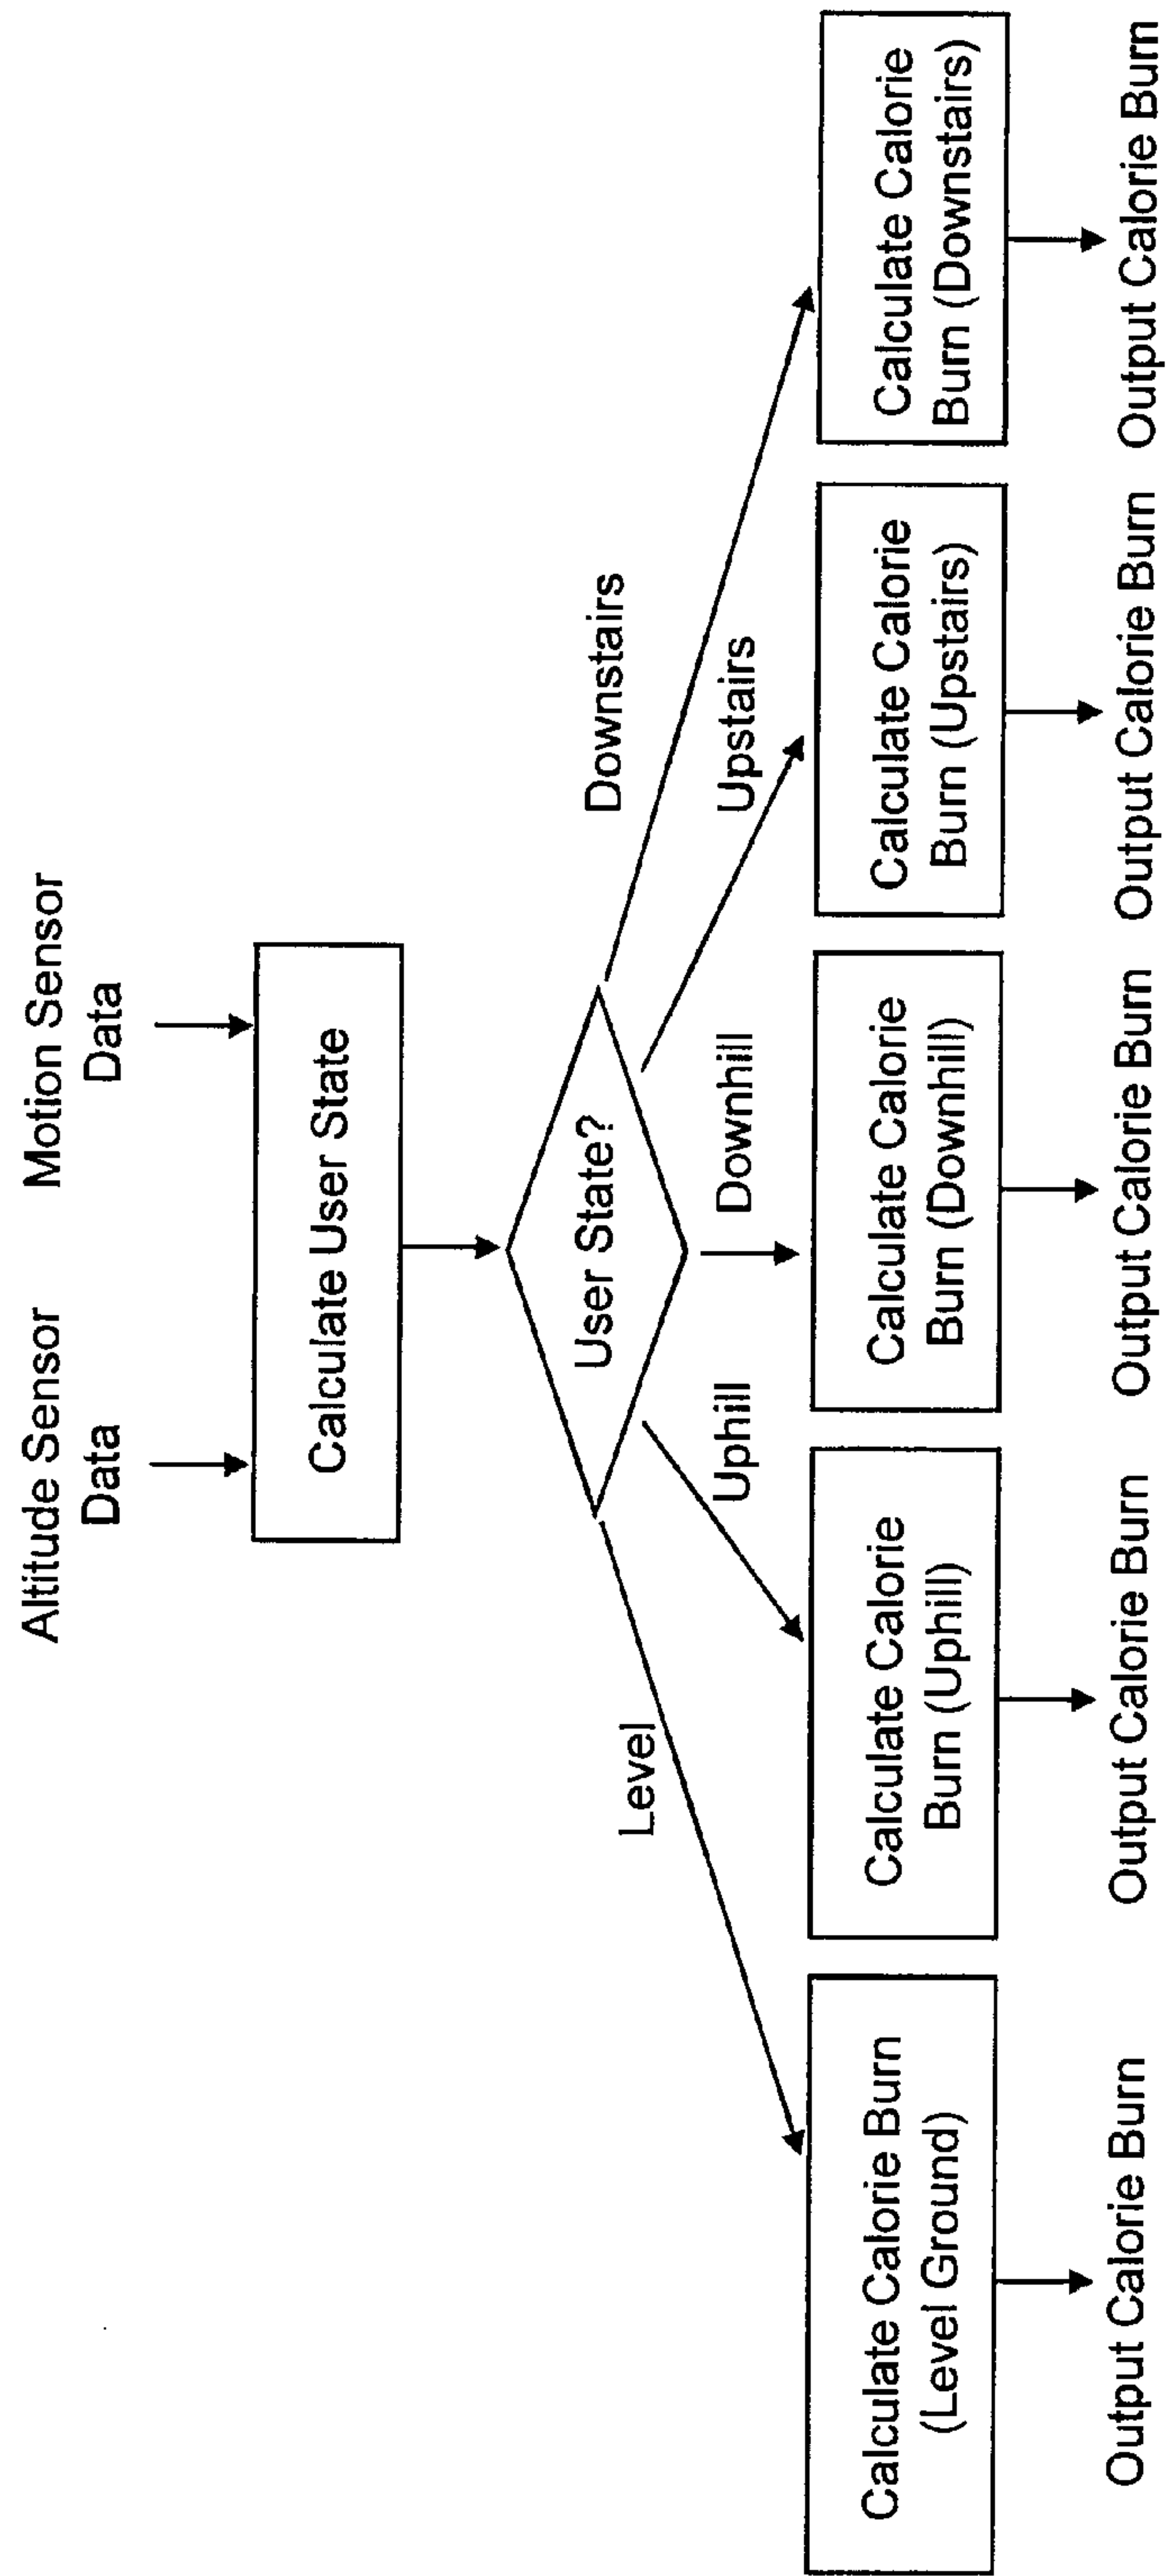 Altitude Sensor
Data
Motion Sensor
Data
Calculate User State
User State?
Level
Uphill
Downhill
Upstairs
Downstairs
Calculate Calorie Burn
(Level Ground)
Calculate Calorie
Burn (Uphill)
Calculate Calorie
Burn (Downhill)
Calculate Calorie
Burn (Upstairs)
Calculate Calorie
Burn (Downstairs)
Output Calorie Burn
Output Calorie Burn
Output Calorie Burn
Output Calorie Burn
Output Calorie Burn